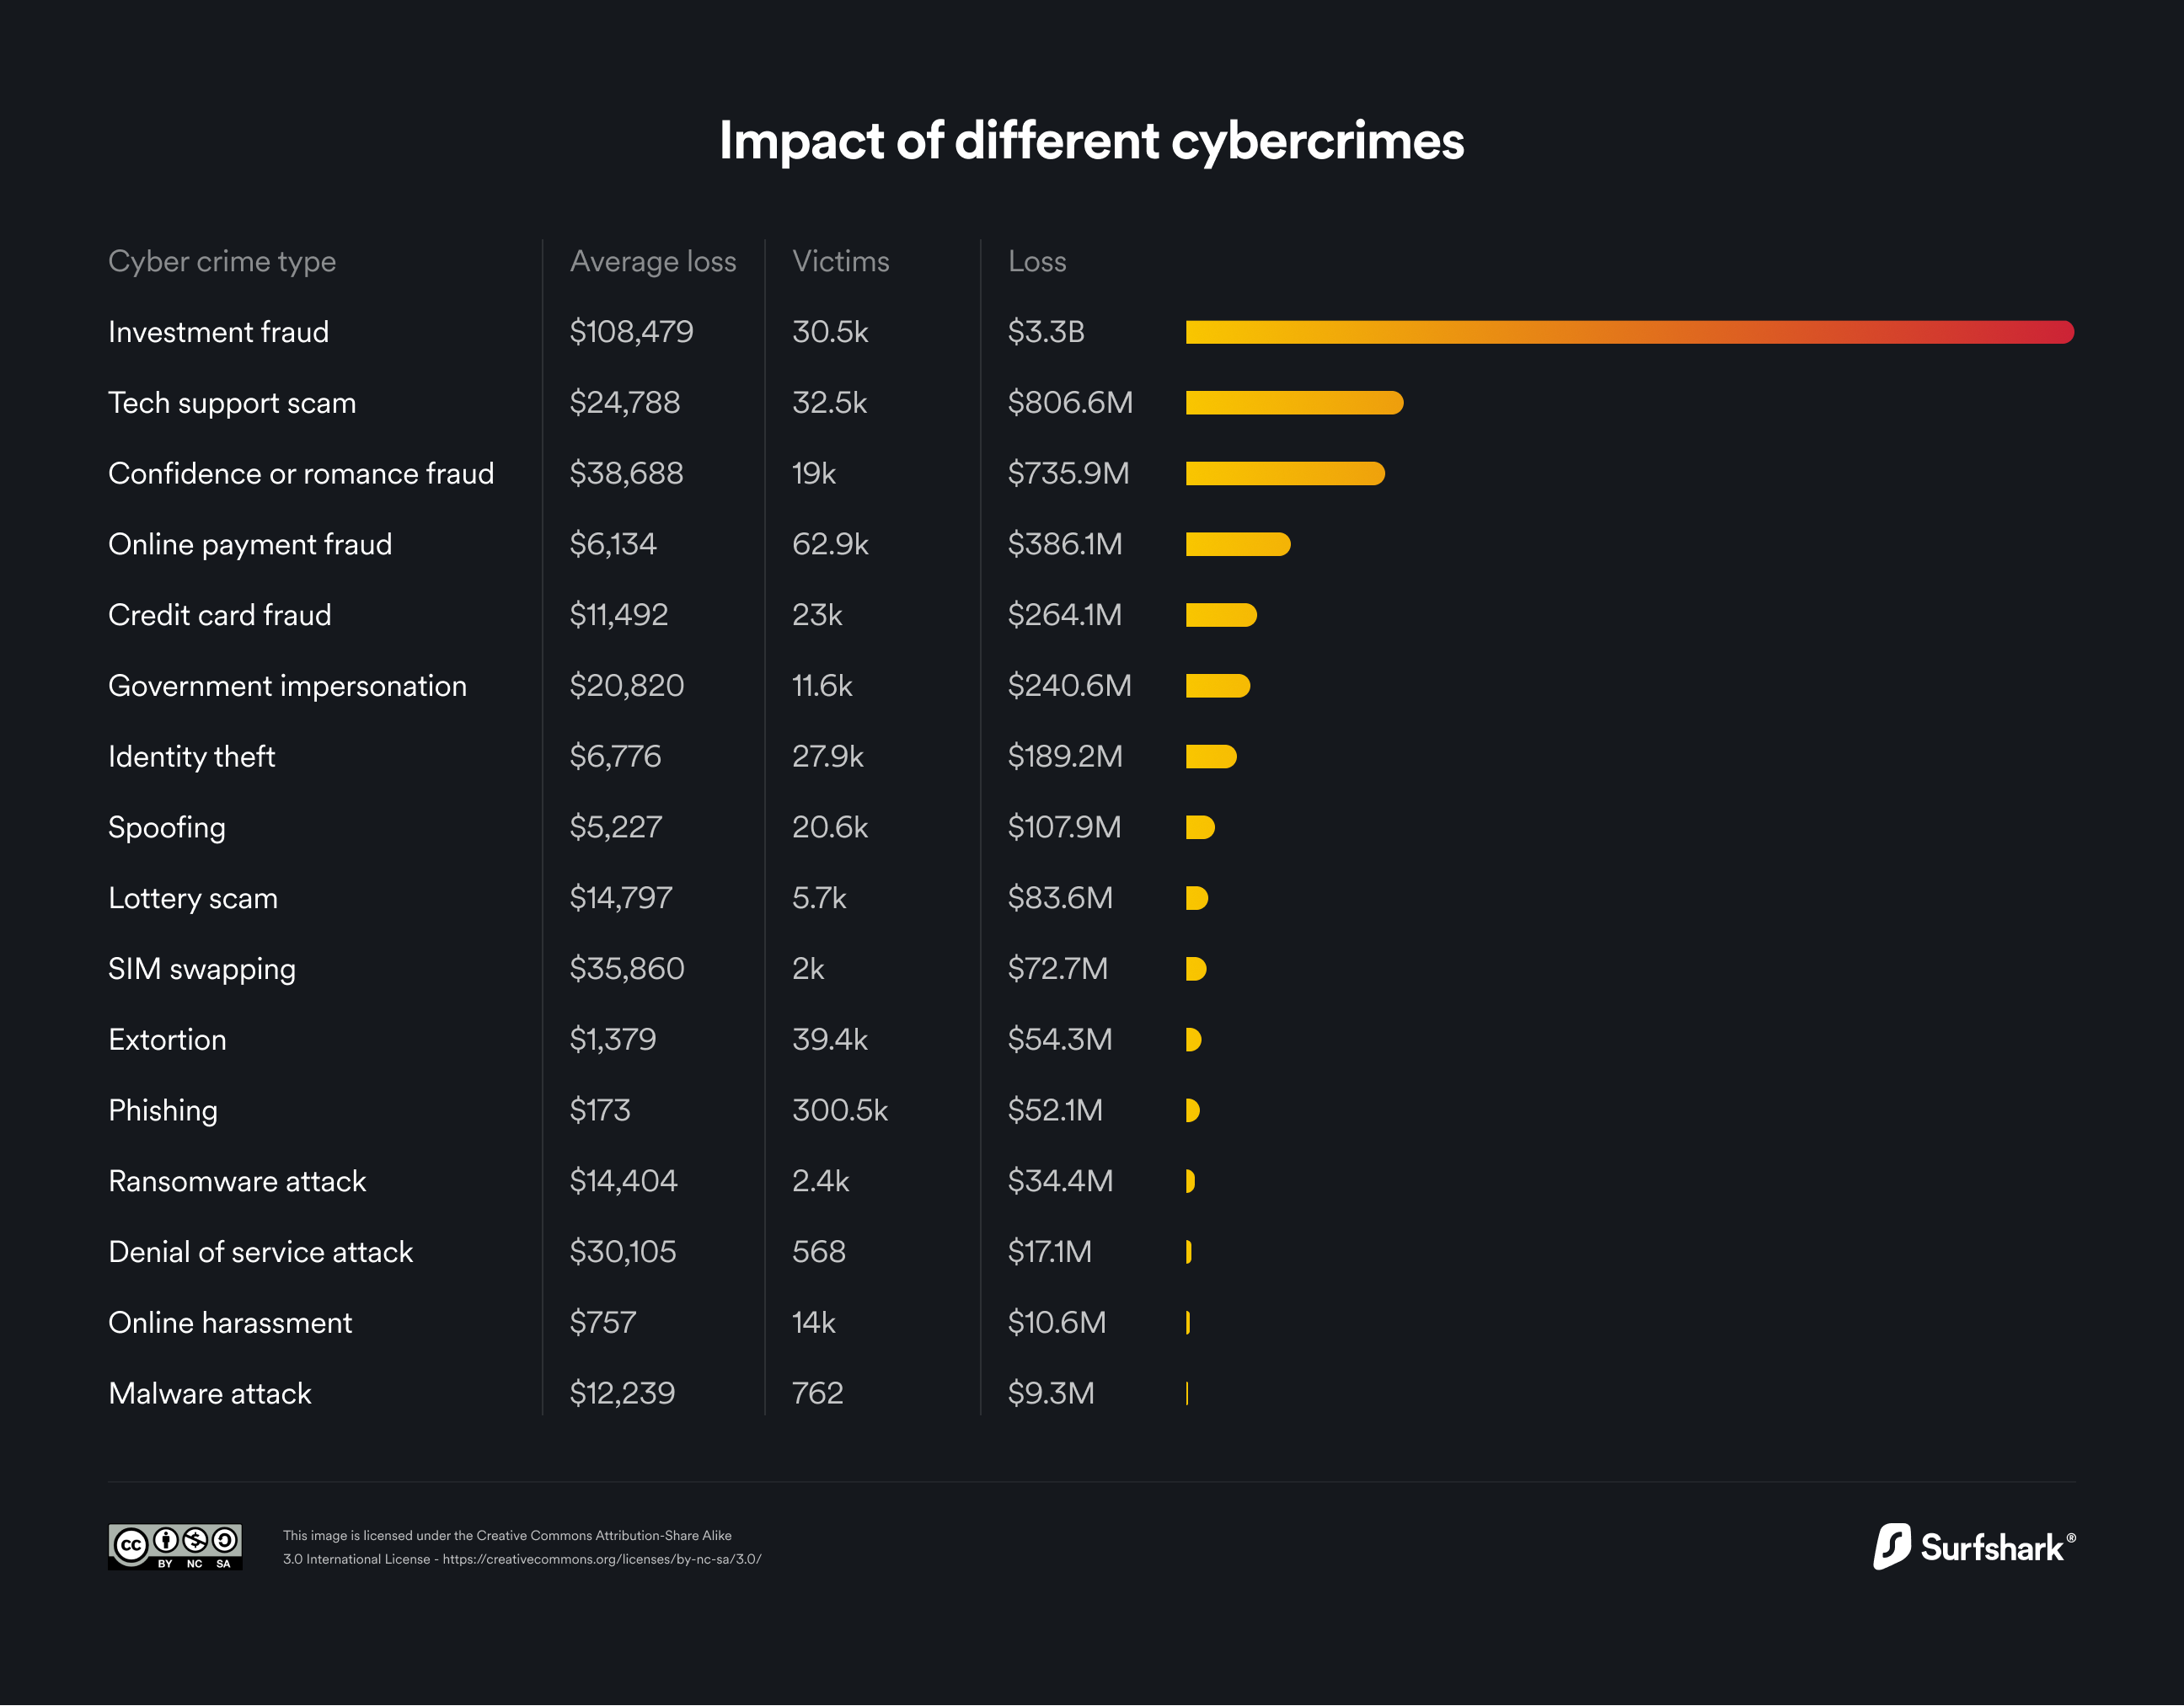 Impact of different cybercrimes
Cyber crime type Average loss Victims Loss
Investment fraud $108,479 30.5k $3.3B
Tech support scam $24,788 32.5k $806.6M
Confidence or romance fraud $38,688 19k $735.9M
Online payment fraud $6,134 62.9k $386.1M
Credit card fraud $11,492 23k $264.1M
Government impersonation $20,820 11.6k $240.6M
Identity theft $6,776 27.9k $189.2M
Spoofing $5,227 20.6k $107.9M
Lottery scam $14,797 5.7k $83.6M
SIM swapping $35,860 2k $72.7M
Extortion $1,379 39.4k $54.3M
Phishing $173 300.5k $52.1M
Ransomware attack $14,404 2.4k $34.4M
Denial of service attack $30,105 568 $17.1M
Online harassment $757 14k $10.6M
Malware attack $12,239 762 $9.3M
cc BY NC SA
This image is licensed under the Creative Commons Attribution-Share Alike
3.0 International License - https://creativecommons.org/licenses/by-nc-sa/3.0/
Surfshark®